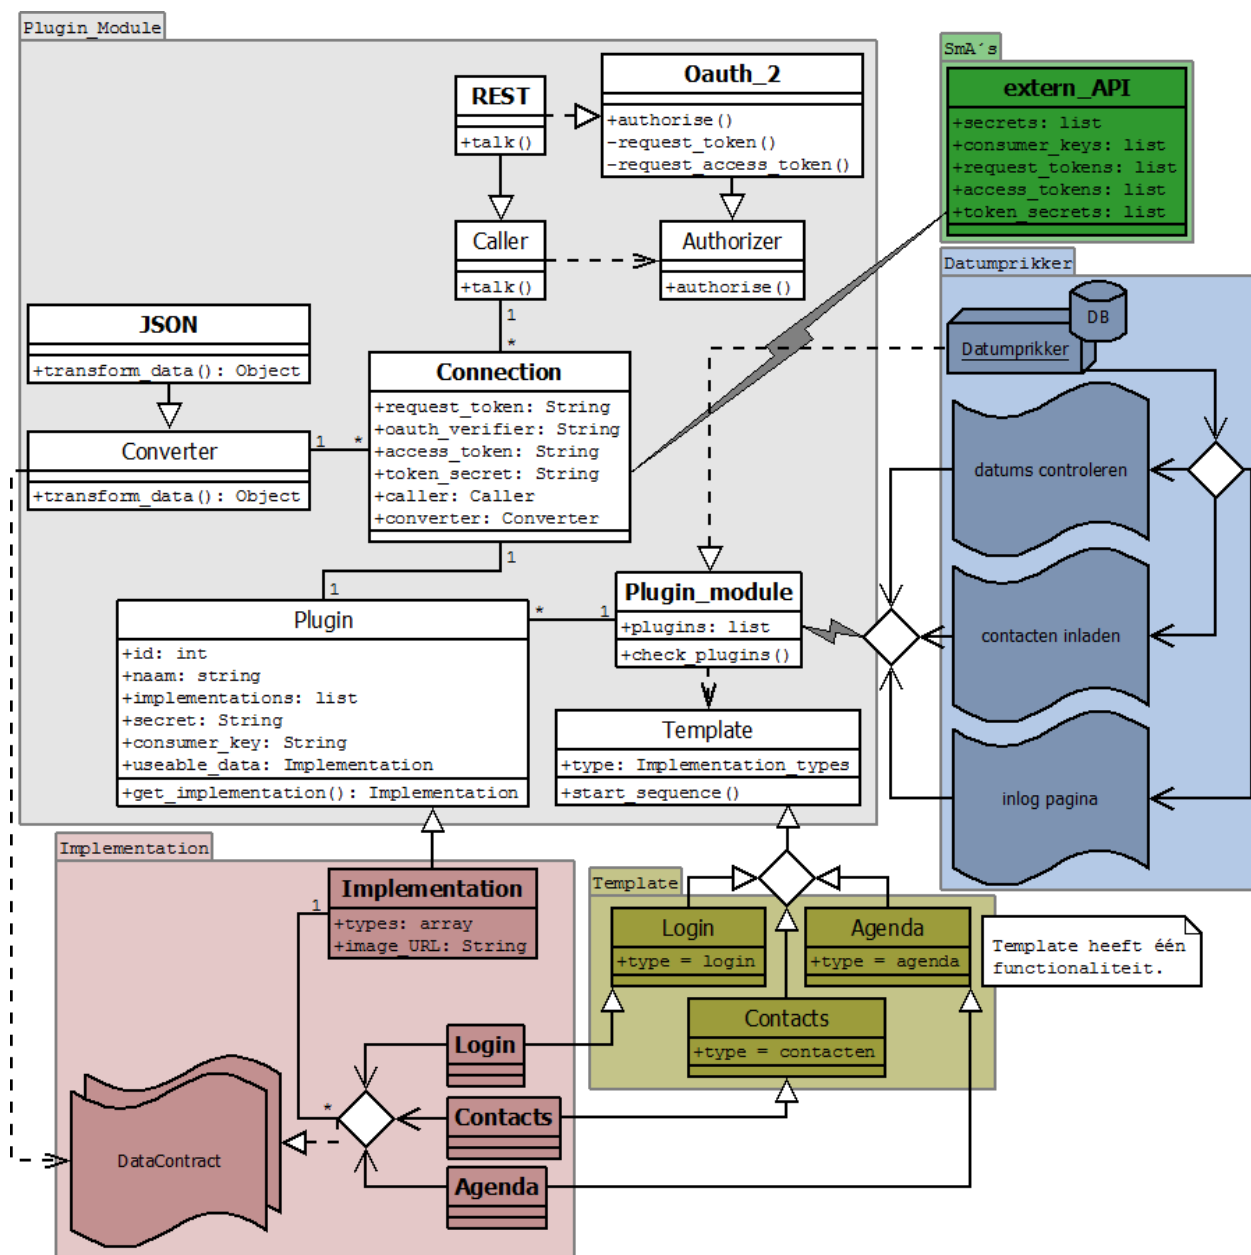 Plugin_Module
REST
+talk()
Oauth_2
+authorise()
-request_token()
-request_access_token()
Caller
+talk()
Authorizer
+authorise()
1
*
JSON
+transform_data(): Object
Converter
+transform_data(): Object
1
*
Connection
+request_token: String
+oauth_verifier: String
+access_token: String
+token_secret: String
+caller: Caller
+converter: Converter
1
1
Plugin
+id: int
+naam: string
+implementations: list
+secret: String
+consumer_key: String
+useable_data: Implementation
+get_implementation(): Implementation
*
1
Plugin_module
+plugins: list
+check_plugins()
Template
+type: Implementation_types
+start_sequence()
SmA´s
extern_API
+secrets: list
+consumer_keys: list
+request_tokens: list
+access_tokens: list
+token_secrets: list
Datumprikker
DB
Datumprikker
datums controleren
contacten inladen
inlog pagina
Implementation
Implementation
+types: array
+image_URL: String
1
*
Login
Contacts
Agenda
DataContract
Template
Login
+type = login
Agenda
+type = agenda
Contacts
+type = contacten
Template heeft één
functionaliteit.